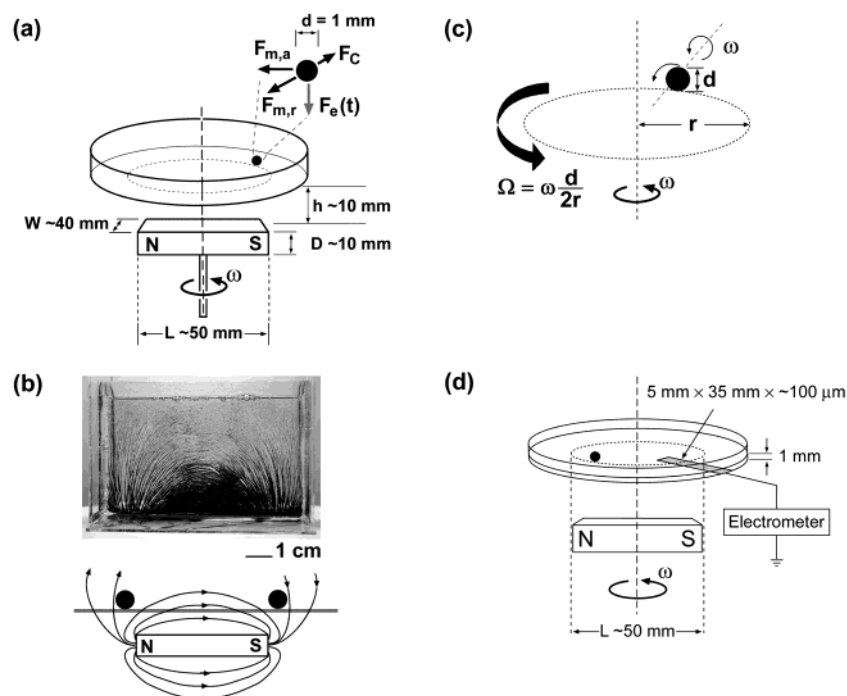 (a)
d = 1 mm
F_m,a
F_C
F_m,r
F_e(t)
h ~10 mm
W ~40 mm
N S
D ~10 mm
ω
L ~50 mm
(b)
1 cm
N S
(c)
ω
d
r
Ω = ω d/2r
ω
(d)
5 mm × 35 mm × ~100 μm
1 mm
Electrometer
N S
ω
L ~50 mm